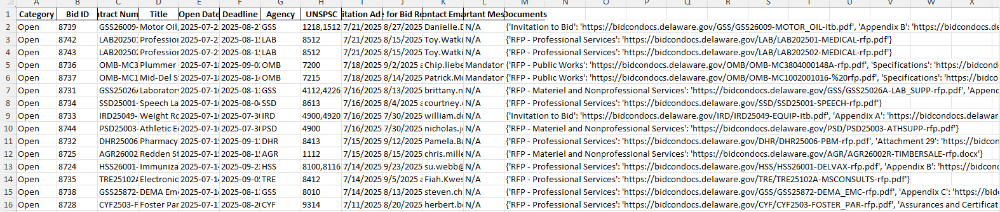 A B C D E F G H I J K L M N O P Q R S T U V W X
1 Category Bid ID ntract Num Title Open Date Deadline Agency UNSPSC itation Ad e for Bid Re ontact Ema ortant Mes Documents
2 Open 8739 GSS26009- Motor Oil, 2025-07-2 2025-08-2 GSS 1218,1512 7/21/2025 8/27/2025 Danielle.D N/A {'Invitation to Bid': 'https://bidcondocs.delaware.gov/GSS/GSS26009-MOTOR_OIL-itb.pdf', 'Appendix B': 'https://bidcondocs.de
3 Open 8742 LAB20250 Profession 2025-07-2 2025-08-1 LAB 8512 7/21/2025 8/15/2025 Toy.Watki N/A {'RFP - Professional Services': 'https://bidcondocs.delaware.gov/LAB/LAB202501-MEDICAL-rfp.pdf'}
4 Open 8743 LAB202502 Profession 2025-07-2 2025-08-1 LAB 8512 7/21/2025 8/15/2025 Toy.Watki N/A {'RFP - Professional Services': 'https://bidcondocs.delaware.gov/LAB/LAB202502-MEDICAL-rfp.pdf'}
5 Open 8736 OMB-MC3 Plummer 2025-07-1 2025-09-0 OMB 7200 7/18/2025 9/2/2025 a Chip.liebe Mandator {'RFP - Public Works': 'https://bidcondocs.delaware.gov/OMB/OMB-MC3804000148A-rfp.pdf', 'Specifications': 'https://bidcond
6 Open 8737 OMB-MC1 Mid-Del S 2025-07-1 2025-08-1 OMB 7215 7/18/2025 8/14/2025 Patrick.Mc Mandator {'RFP - Public Works': 'https://bidcondocs.delaware.gov/OMB/OMB-MC1002001016-%20rfp.pdf', 'Specifications': 'https://bidco
7 Open 8731 GSS25026A Laborator 2025-07-1 2025-08-1 GSS 4112,4226 7/16/2025 8/13/2025 brittany.n N/A {'RFP - Materiel and Nonprofessional Services': 'https://bidcondocs.delaware.gov/GSS/GSS25026A-LAB_SUPP-rfp.pdf', 'Appenc
8 Open 8734 SSD25001- Speech La 2025-07-1 2025-08-0 SSD 8613 7/16/2025 8/4/2025 a courtney. N/A {'RFP - Professional Services': 'https://bidcondocs.delaware.gov/SSD/SSD25001-SPEECH-rfp.pdf'}
9 Open 8733 IRD25049- Weight Ro 2025-07-1 2025-07-3 IRD 4900,4920 7/16/2025 7/30/2025 william.do N/A {'Invitation to Bid': 'https://bidcondocs.delaware.gov/IRD/IRD25049-EQUIP-itb.pdf', 'Appendix A': 'https://bidcondocs.delawar
10 Open 8744 PSD25003- Athletic E 2025-07-1 2025-07-3 PSD 4900 7/16/2025 7/30/2025 nicholas.j N/A {'RFP - Materiel and Nonprofessional Services': 'https://bidcondocs.delaware.gov/PSD/PSD25003-ATHSUPP-rfp.pdf'}
11 Open 8732 DHR25006 Pharmacy 2025-07-1 2025-09-1 DHR 8413 7/15/2025 9/12/2025 Pamela.Ba N/A {'RFP - Professional Services': 'https://bidcondocs.delaware.gov/DHR/DHR25006-PBM-rfp.pdf', 'Attachment 29': 'https://bidcon
12 Open 8725 AGR26002 Redden St 2025-07-1 2025-08-1 AGR 1112 7/15/2025 8/15/2025 chris.mille N/A {'RFP - Materiel and Nonprofessional Services': 'https://bidcondocs.delaware.gov/AGR/AGR26002R-TIMBERSALE-rfp.docx'}
13 Open 8724 HSS26001- Immuniza 2025-07-1 2025-09-2 HSS 8100,8116 7/14/2025 9/23/2025 su.webb@ N/A {'RFP - Professional Services': 'https://bidcondocs.delaware.gov/HSS/HSS26001-DELVAX-rfp.pdf', 'Appendix B': 'https://bidcon
14 Open 8735 TRE25102A Electronic 2025-07-1 2025-09-0 TRE 8412 7/14/2025 9/5/2025 a Fiah.Kwes N/A {'RFP - Professional Services': 'https://bidcondocs.delaware.gov/TRE/TRE25102A-MSCONSULTS-rfp.pdf'}
15 Open 8738 GSS25872- DEMA Em 2025-07-1 2025-08-1 GSS 8010 7/14/2025 8/13/2025 steven.ch N/A {'RFP - Professional Services': 'https://bidcondocs.delaware.gov/GSS/GSS25872-DEMA_EMC-rfp.pdf', 'Appendix C': 'https://bid
16 Open 8728 CYF2503-F Foster Par 2025-07-1 2025-08-2 CYF 9314 7/11/2025 8/20/2025 herbert.b N/A {'RFP - Professional Services': 'https://bidcondocs.delaware.gov/CYF/CYF2503-FOSTER_PAR-rfp.pdf', 'Assurances and Certificat